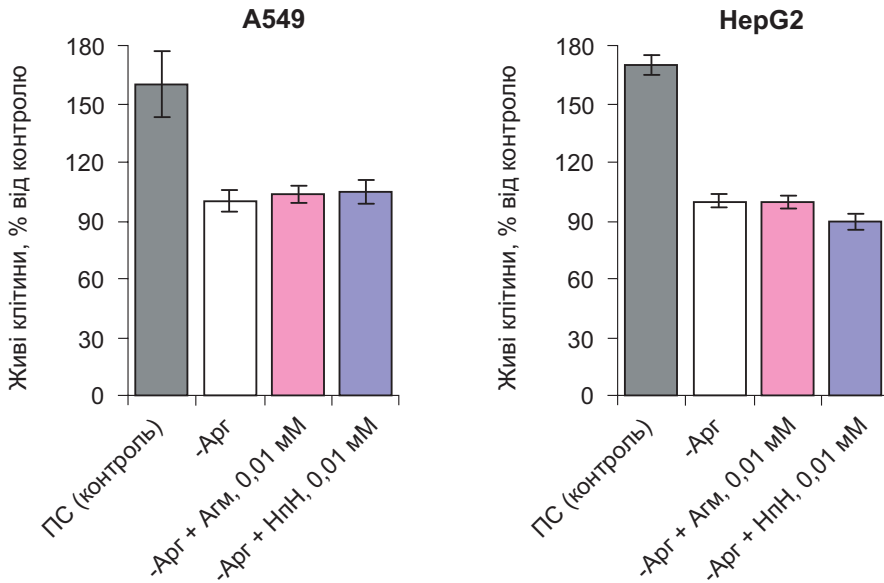 A549
Живі клітини, % від контролю
180
150
120
90
60
30
0
ПС (контроль)
-Арг
-Арг + Агм, 0,01 мМ
-Арг + НпН, 0,01 мМ
HepG2
Живі клітини, % від контролю
180
150
120
90
60
30
0
ПС (контроль)
-Арг
-Арг + Агм, 0,01 мМ
-Арг + НпН, 0,01 мМ